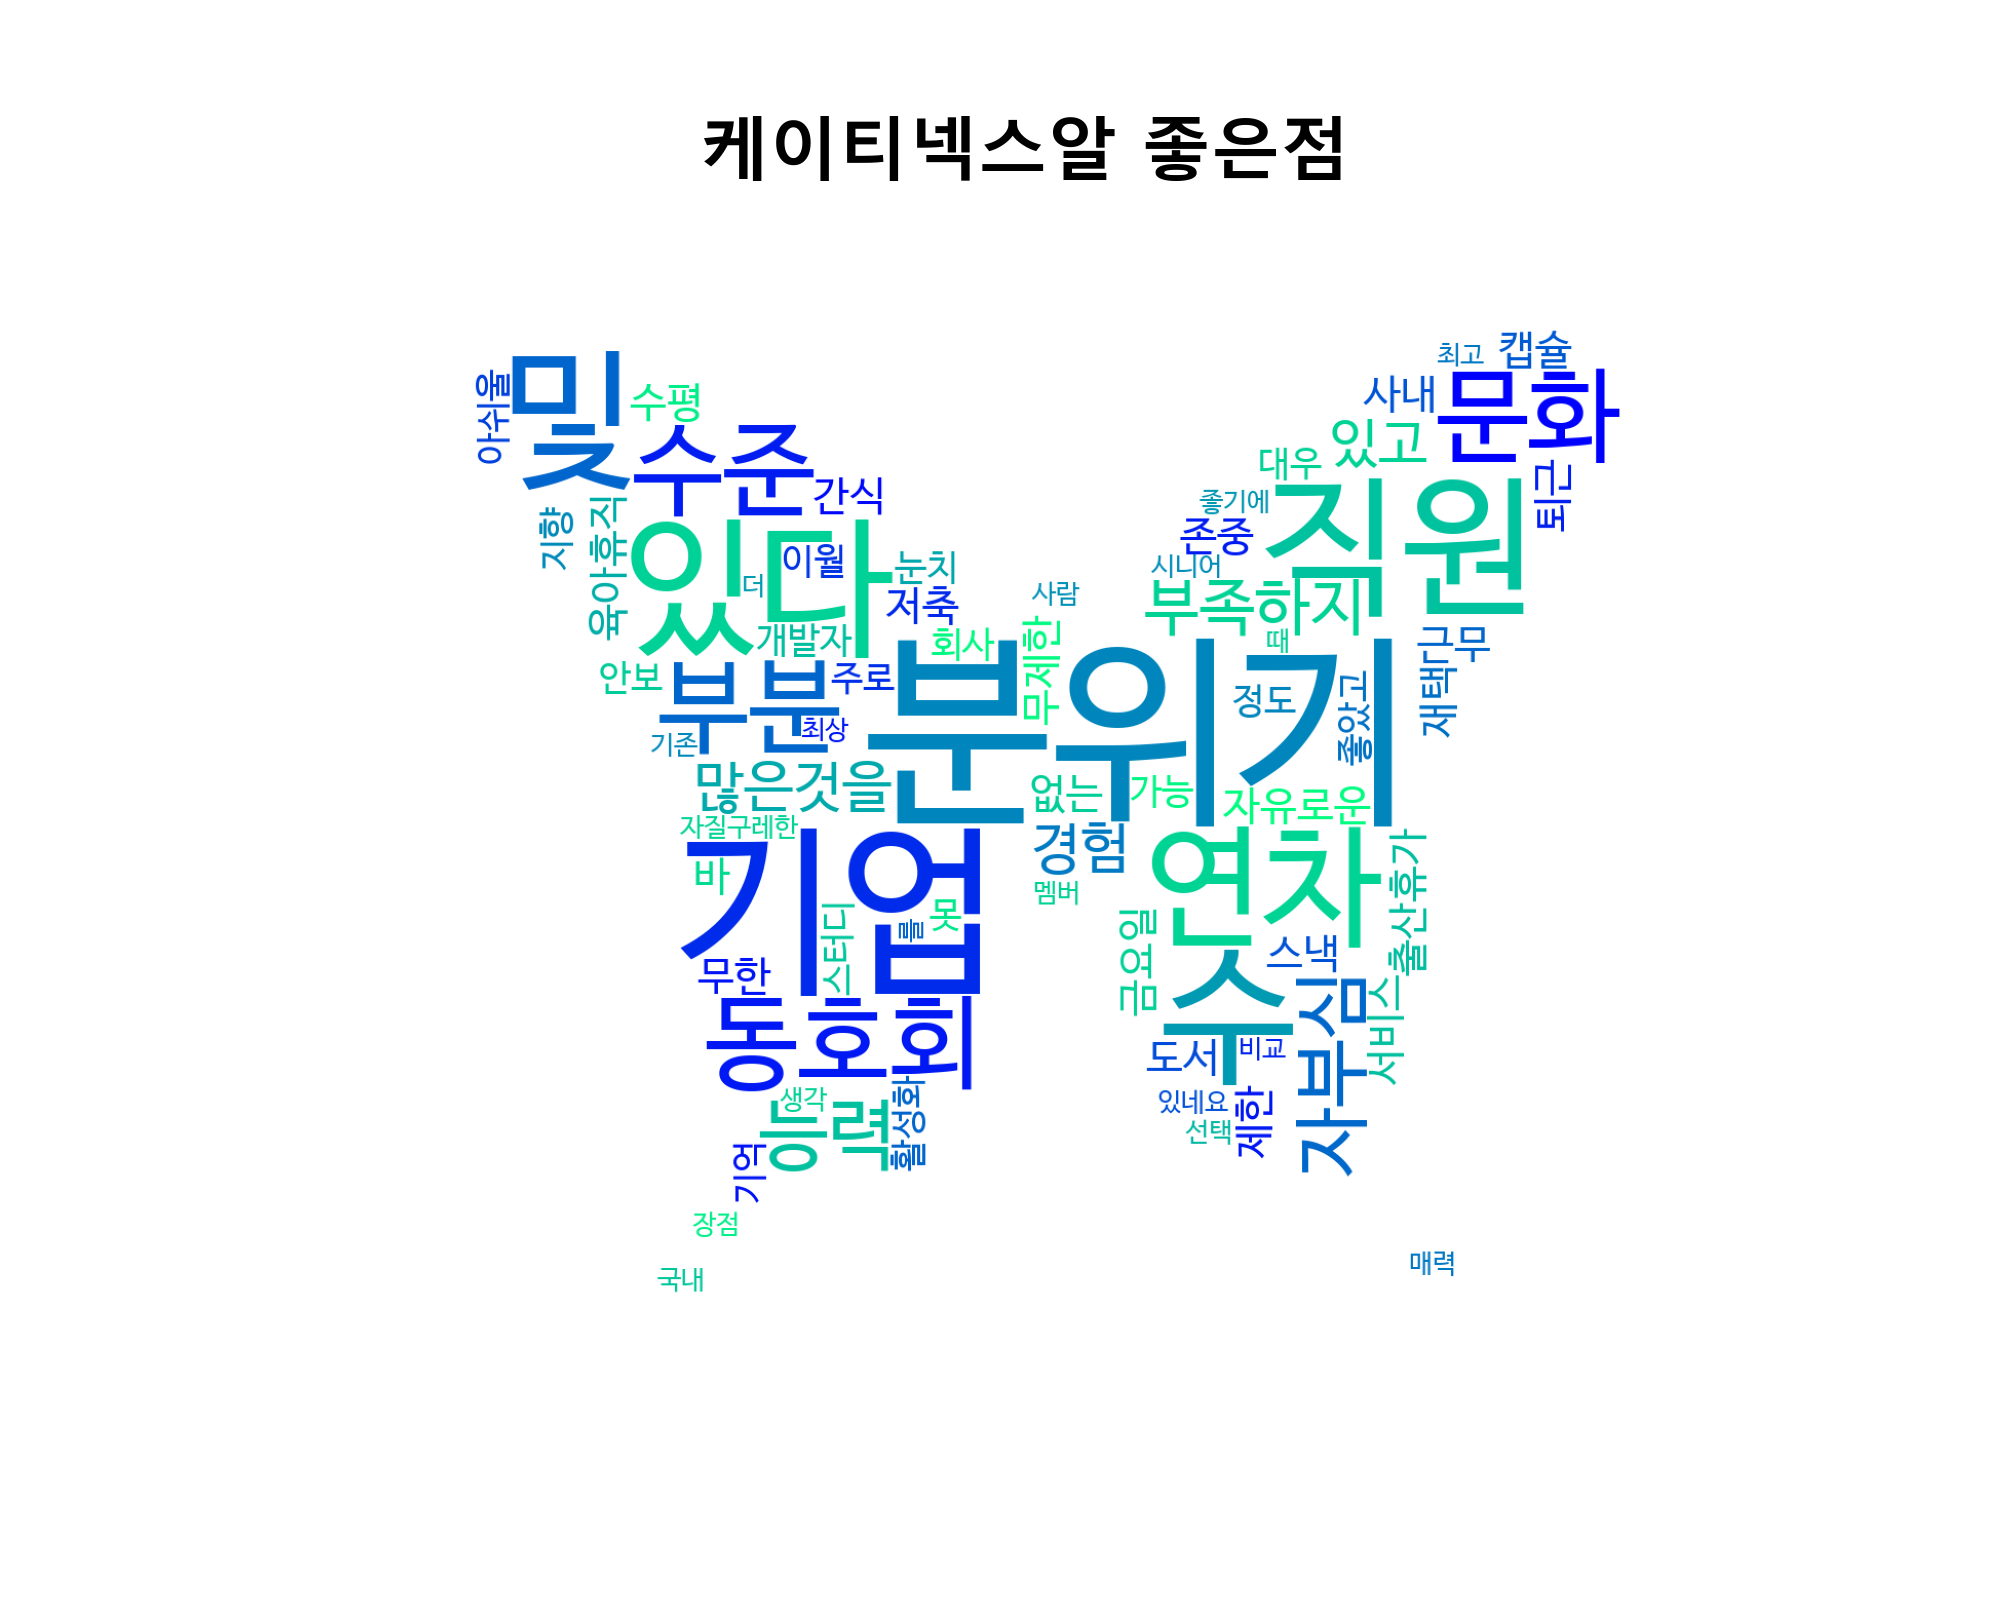 케이티넥스알 좋은점
최고
캡슐
및
아쉬울
수평
사내
문화
수준
있고
대우
간식
직원
퇴근
좋기에
지향
육아휴직
있다
이월
존중
눈치
시니어
더
저축
사람
부족하지
개발자
회사
무제한
때
근무
분위기
안보
부분
주로
정도
좋았고
재택
최상
기존
많은것을
없는
가능
자유로운
자질구레한
경험
기업
연차
출산휴가
바
멤버
못
스터디
를
금요일
스낵
무한
수
자부심
서비스
동호회
도서
비교
생각
능력
활성화
있네요
선택
제한
기억
장점
국내
매력